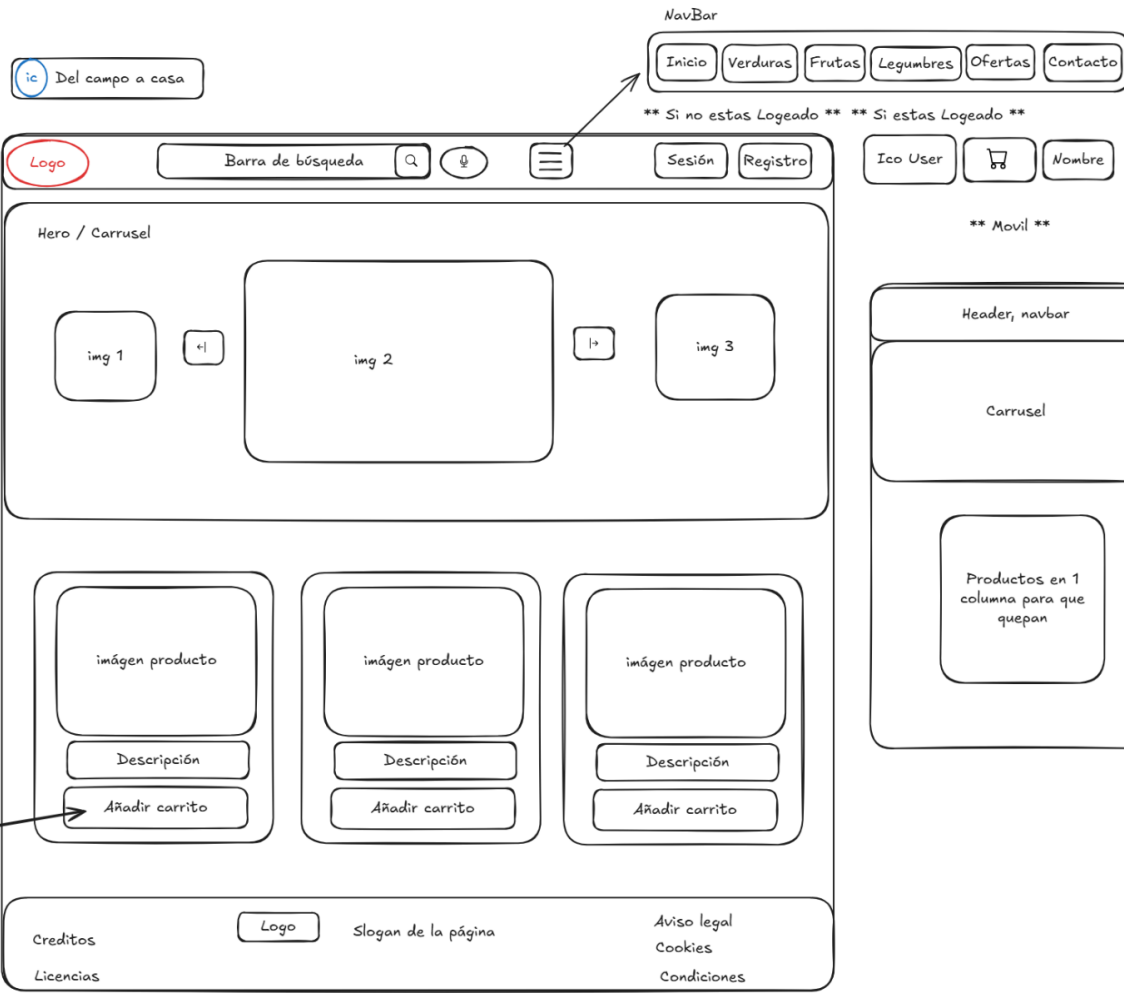 NavBar
ic Del campo a casa
Inicio Verduras Frutas Legumbres Ofertas Contacto
** Si no estas Logeado ** ** Si estas Logeado **
Logo Barra de búsqueda Sesión Registro Ico User Nombre
** Movil **
Hero / Carrusel
Header, navbar
img 1 img 2 img 3
Carrusel
Productos en 1
columna para que
quepan
imágen producto imágen producto imágen producto
Descripción Descripción Descripción
Añadir carrito Añadir carrito Añadir carrito
Creditos
Licencias
Logo
Slogan de la página
Aviso legal
Cookies
Condiciones